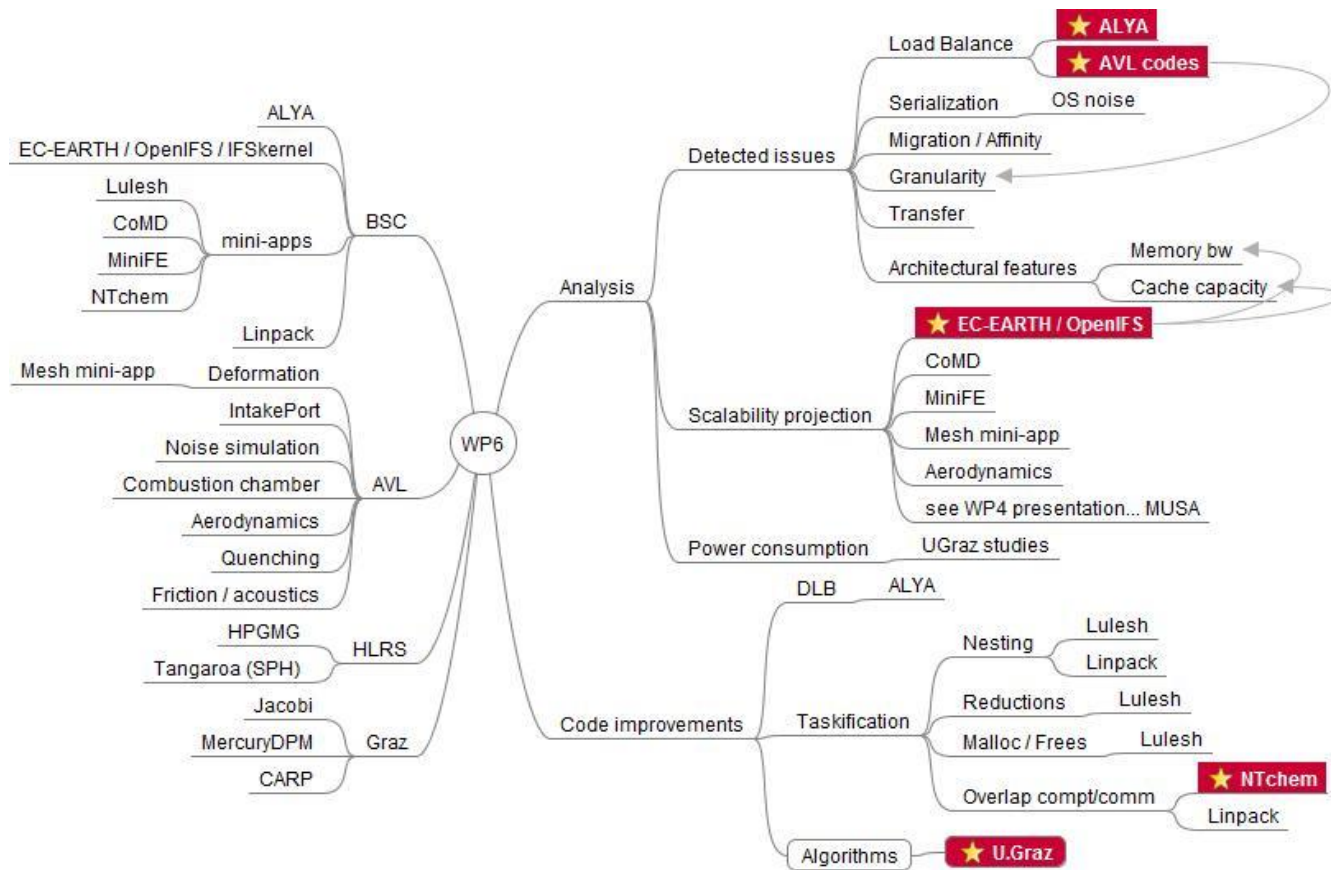 WP6
BSC
ALYA
EC-EARTH / OpenIFS / IFSkernel
mini-apps
Lulesh
CoMD
MiniFE
NTchem
Linpack
AVL
Deformation
Mesh mini-app
IntakePort
Noise simulation
Combustion chamber
Aerodynamics
Quenching
Friction / acoustics
HLRS
HPGMG
Tangaroa (SPH)
Graz
Jacobi
MercuryDPM
CARP
Analysis
Detected issues
Load Balance
ALYA
AVL codes
Serialization
OS noise
Migration / Affinity
Granularity
Transfer
Architectural features
Memory bw
Cache capacity
Scalability projection
EC-EARTH / OpenIFS
CoMD
MiniFE
Mesh mini-app
Aerodynamics
see WP4 presentation... MUSA
Power consumption
UGraz studies
Code improvements
DLB
ALYA
Taskification
Nesting
Lulesh
Linpack
Reductions
Lulesh
Malloc / Frees
Lulesh
Overlap compt/comm
NTchem
Linpack
Algorithms
U.Graz